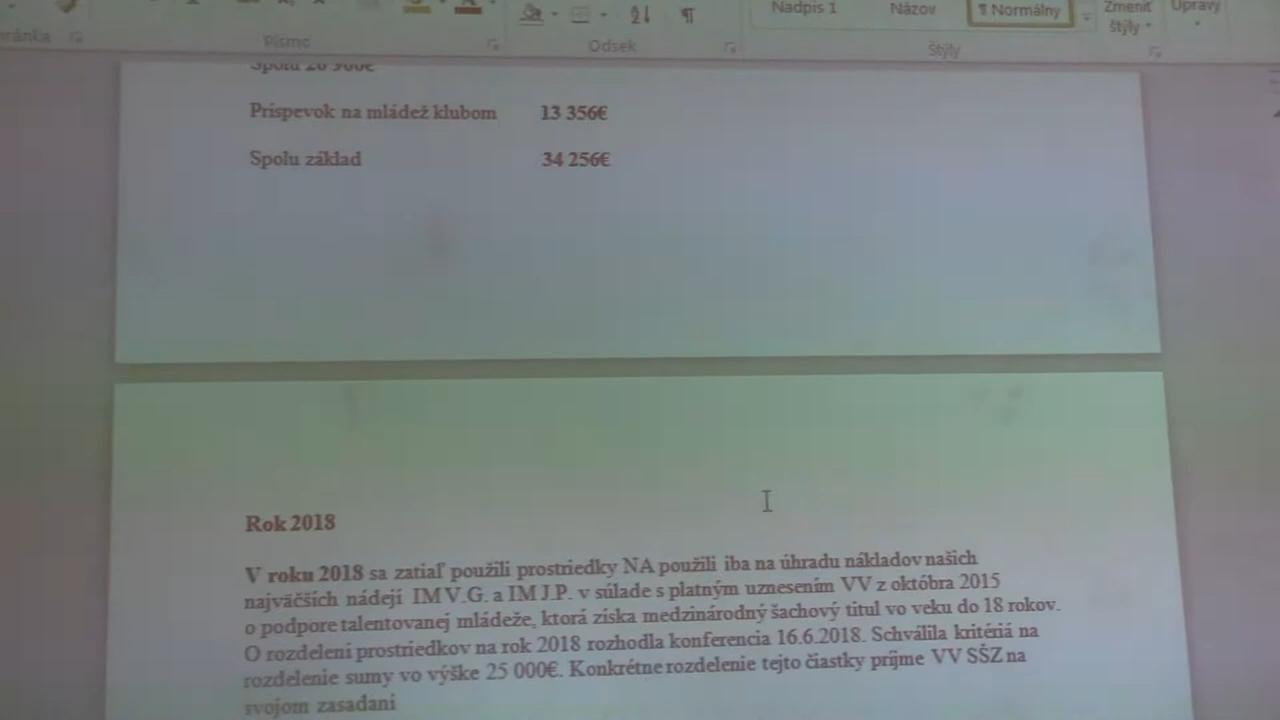 Nadpis 1 Názov ¶ Normálny Zmeniť Úpravy
štýly
Písmo Odsek Štýly
Spolu 20 900€
Príspevok na mládež klubom 13 356€
Spolu základ 34 256€
Rok 2018
V roku 2018 sa zatiaľ použili prostriedky NA použili iba na úhradu nákladov našich
najväčších nádejí IM V.G. a IM J.P. v súlade s platným uznesením VV z októbra 2015
o podpore talentovanej mládeže, ktorá získa medzinárodný šachový titul vo veku do 18 rokov.
O rozdelení prostriedkov na rok 2018 rozhodla konferencia 16.6.2018. Schválila kritériá na
rozdelenie sumy vo výške 25 000€. Konkrétne rozdelenie tejto čiastky príjme VV SŠZ na
svojom zasadaní